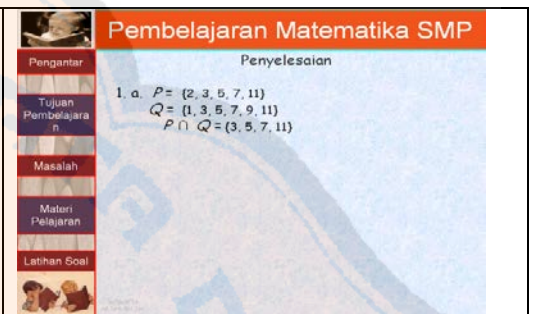 Pembelajaran Matematika SMP
Pengantar
Tujuan
Pembelajara
n
Masalah
Materi
Pelajaran
Latihan Soal
Penyelesaian
1. a. P = {2, 3, 5, 7, 11}
Q = {1, 3, 5, 7, 9, 11}
P ∩ Q = {3, 5, 7, 11}